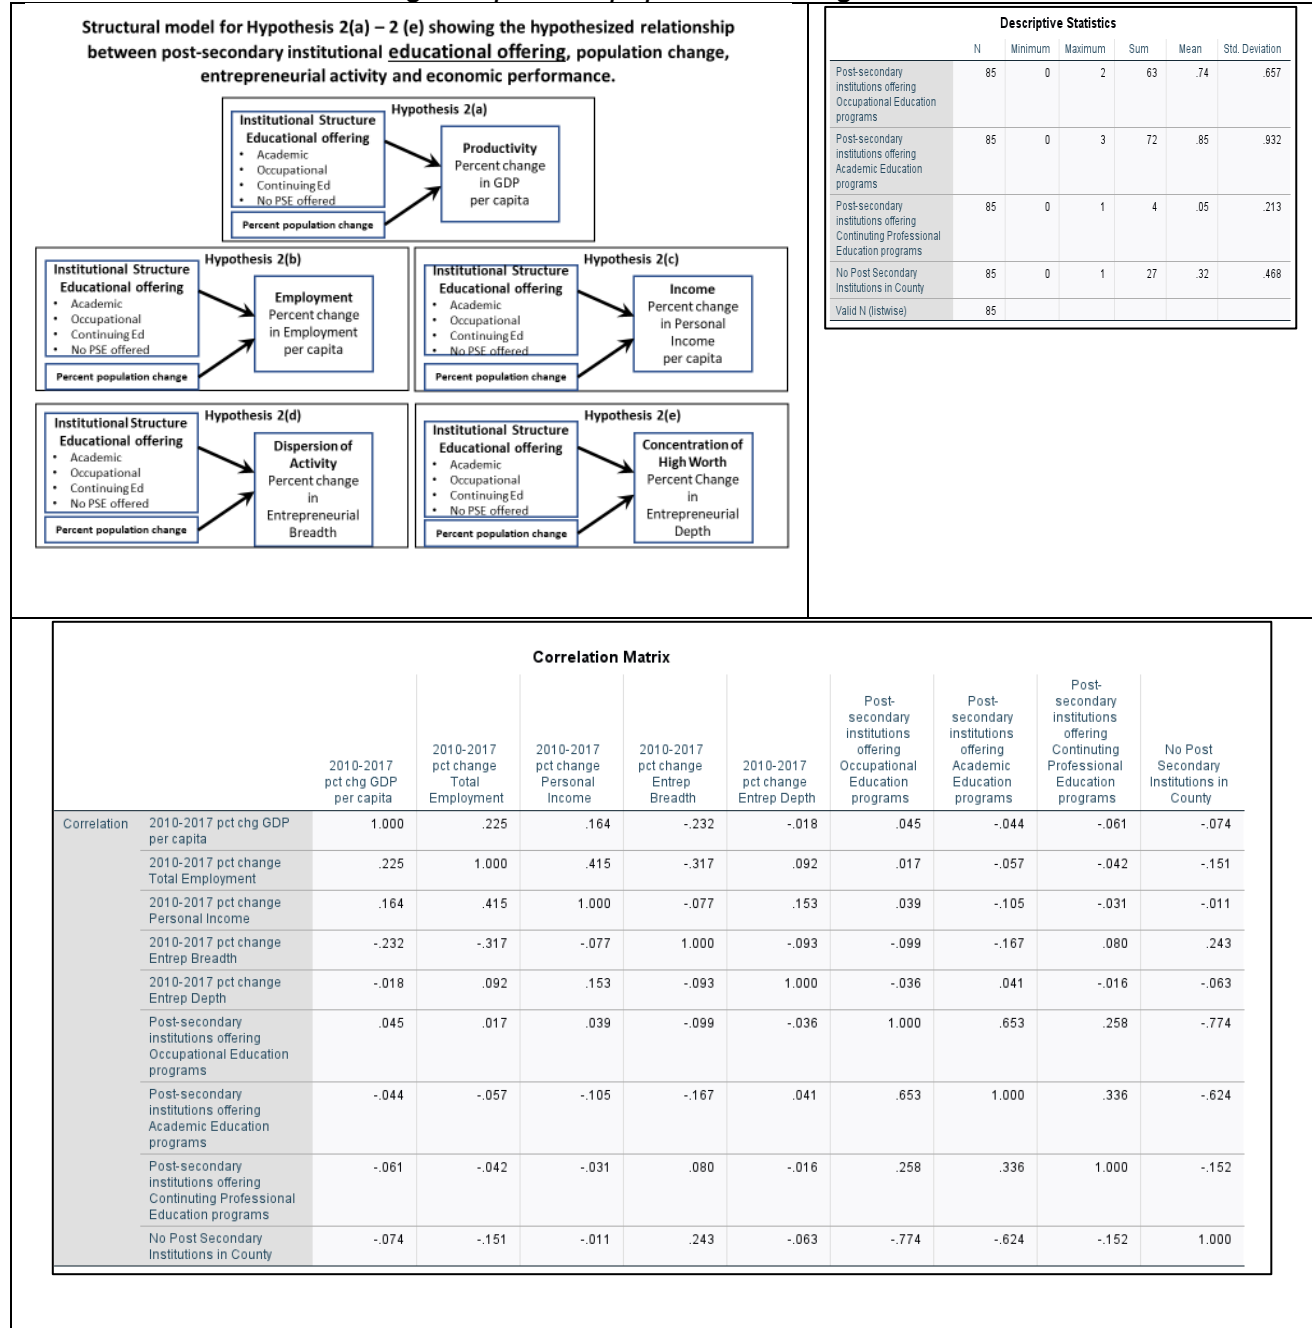 Structural model for Hypothesis 2(a) – 2 (e) showing the hypothesized relationship
between post-secondary institutional educational offering, population change,
entrepreneurial activity and economic performance.
Hypothesis 2(a)
Institutional Structure
Educational offering
• Academic
• Occupational
• Continuing Ed
• No PSE offered
Percent population change
Productivity
Percent change
in GDP
per capita
Hypothesis 2(b)
Institutional Structure
Educational offering
• Academic
• Occupational
• Continuing Ed
• No PSE offered
Percent population change
Employment
Percent change
in Employment
per capita
Hypothesis 2(c)
Institutional Structure
Educational offering
• Academic
• Occupational
• Continuing Ed
• No PSE offered
Percent population change
Income
Percent change
in Personal
Income
per capita
Hypothesis 2(d)
Institutional Structure
Educational offering
• Academic
• Occupational
• Continuing Ed
• No PSE offered
Percent population change
Dispersion of
Activity
Percent change
in
Entrepreneurial
Breadth
Hypothesis 2(e)
Institutional Structure
Educational offering
• Academic
• Occupational
• Continuing Ed
• No PSE offered
Percent population change
Concentration of
High Worth
Percent Change
in
Entrepreneurial
Depth
Descriptive Statistics
N Minimum Maximum Sum Mean Std. Deviation
Post-secondary 85 0 2 63 .74 .657
institutions offering
Occupational Education
programs
Post-secondary 85 0 3 72 .85 .932
institutions offering
Academic Education
programs
Post-secondary 85 0 1 4 .05 .213
institutions offering
Continuting Professional
Education programs
No Post Secondary 85 0 1 27 .32 .468
Institutions in County
Valid N (listwise) 85
Correlation Matrix
2010-2017
pct chg GDP
per capita
2010-2017
pct change
Total
Employment
2010-2017
pct change
Personal
Income
2010-2017
pct change
Entrep
Breadth
2010-2017
pct change
Entrep Depth
Post-
secondary
institutions
offering
Occupational
Education
programs
Post-
secondary
institutions
offering
Academic
Education
programs
Post-
secondary
institutions
offering
Continuting
Professional
Education
programs
No Post
Secondary
Institutions in
County
Correlation 2010-2017 pct chg GDP 1.000 .225 .164 -.232 -.018 .045 -.044 -.061 -.074
per capita
2010-2017 pct change .225 1.000 .415 -.317 .092 .017 -.057 -.042 -.151
Total Employment
2010-2017 pct change .164 .415 1.000 -.077 .153 .039 -.105 -.031 -.011
Personal Income
2010-2017 pct change -.232 -.317 -.077 1.000 -.093 -.099 -.167 .080 .243
Entrep Breadth
2010-2017 pct change -.018 .092 .153 -.093 1.000 -.036 .041 -.016 -.063
Entrep Depth
Post-secondary .045 .017 .039 -.099 -.036 1.000 .653 .258 -.774
institutions offering
Occupational Education
programs
Post-secondary -.044 -.057 -.105 -.167 .041 .653 1.000 .336 -.624
institutions offering
Academic Education
programs
Post-secondary -.061 -.042 -.031 .080 -.016 .258 .336 1.000 -.152
institutions offering
Continuting Professional
Education programs
No Post Secondary -.074 -.151 -.011 .243 -.063 -.774 -.624 -.152 1.000
Institutions in County